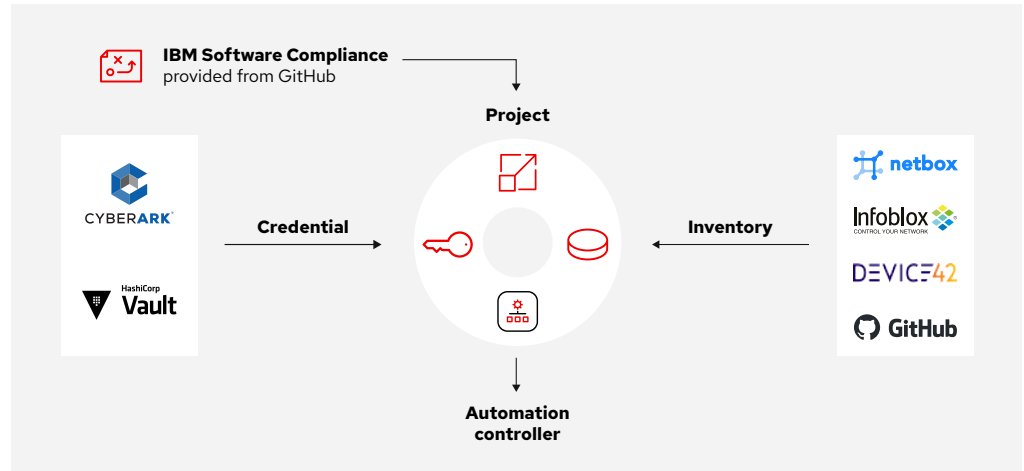 IBM Software Compliance
provided from GitHub
Project
CYBERARK®
HashiCorp
Vault
Credential
Inventory
netbox
Infoblox®
CONTROL YOUR NETWORK
DEVICE42
GitHub
Automation
controller